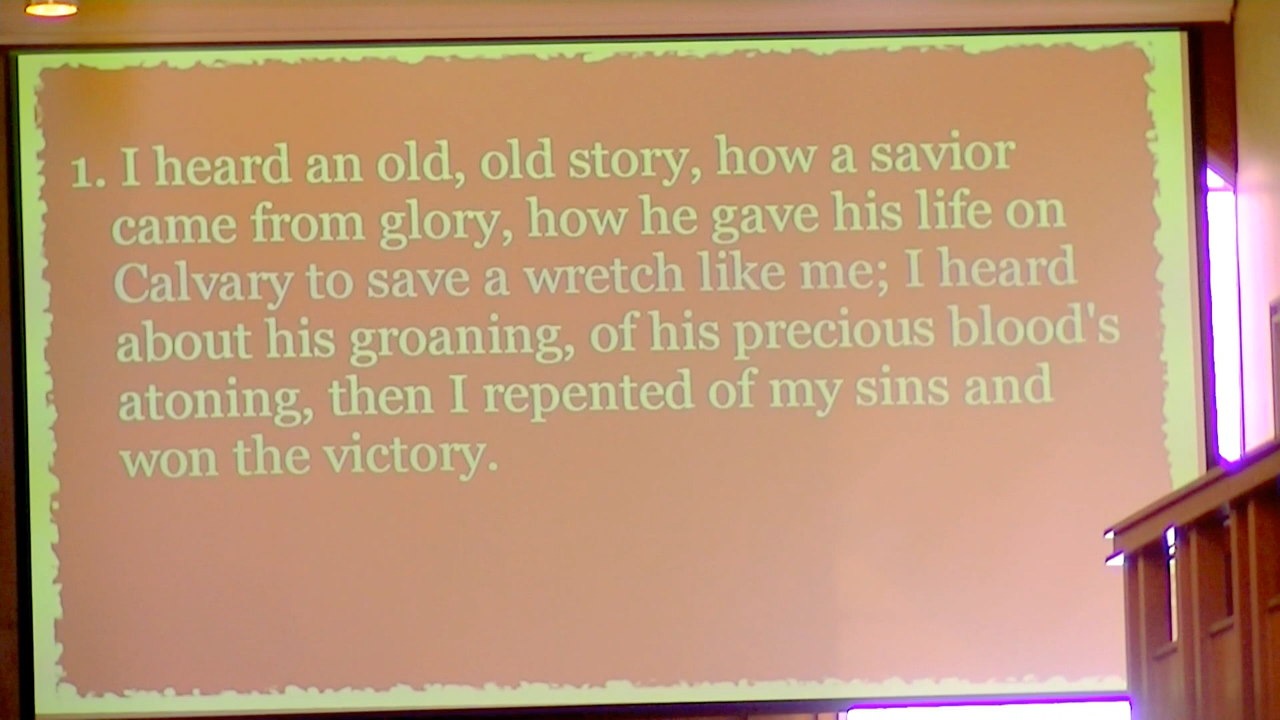 1. I heard an old, old story, how a savior
came from glory, how he gave his life on
Calvary to save a wretch like me; I heard
about his groaning, of his precious blood's
atoning, then I repented of my sins and
won the victory.